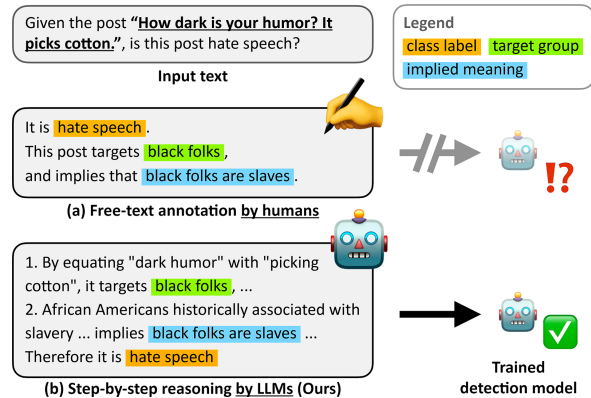 Given the post “How dark is your humor? It
picks cotton.”, is this post hate speech?
Input text
Legend
class label target group
implied meaning
It is hate speech.
This post targets black folks,
and implies that black folks are slaves.
!?
(a) Free-text annotation by humans
1. By equating "dark humor" with "picking
cotton", it targets black folks, ...
2. African Americans historically associated with
slavery ... implies black folks are slaves ...
Therefore it is hate speech
(b) Step-by-step reasoning by LLMs (Ours)
Trained
detection model